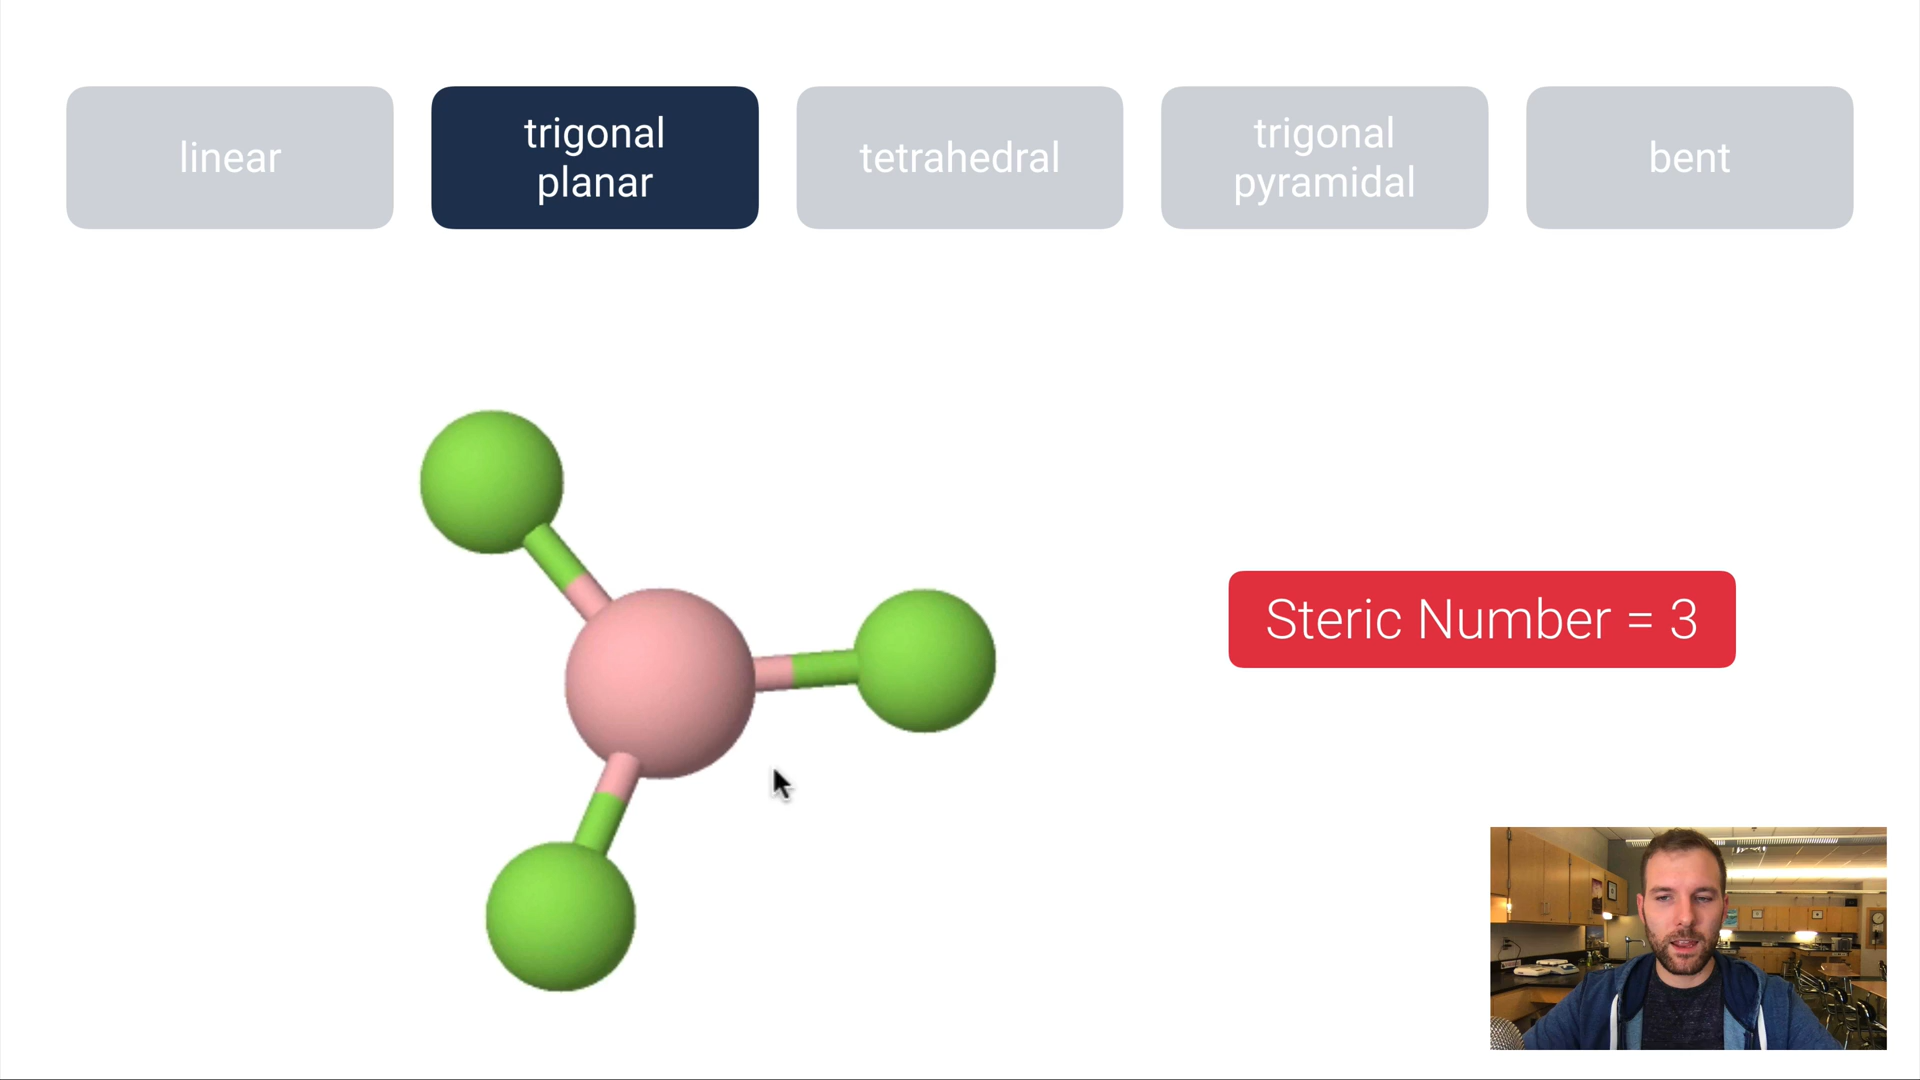 linear
trigonal
planar
tetrahedral
trigonal
pyramidal
bent
Steric Number = 3